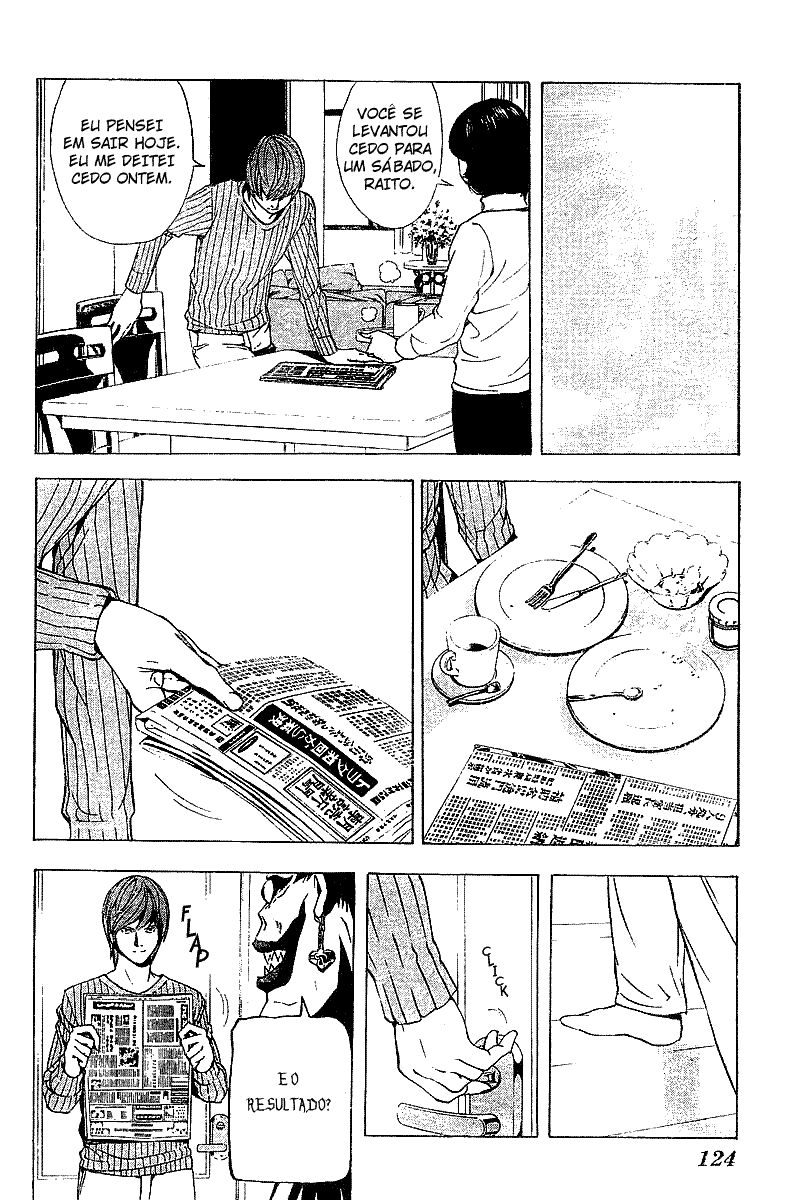 VOCÊ SE
LEVANTOU
CEDO PARA
UM SÁBADO,
RAITO.
EU PENSEI
EM SAIR HOJE.
EU ME DEITEI
CEDO ONTEM.
CLICK
FLAP
E O
RESULTADO?
124